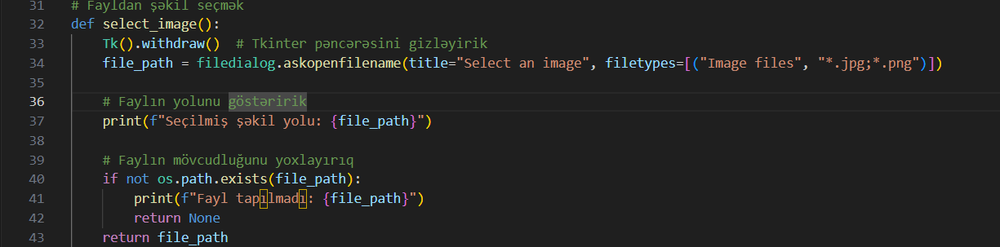 31 # Fayldan şəkil seçmək
32 def select_image():
33 Tk().withdraw()  # Tkinter pəncərəsini gizləyirik
34 file_path = filedialog.askopenfilename(title="Select an image", filetypes=[("Image files", "*.jpg;*.png")])
35
36 # Faylın yolunu göstəririk
37 print(f"Seçilmiş şəkil yolu: {file_path}")
38
39 # Faylın mövcudluğunu yoxlayırıq
40 if not os.path.exists(file_path):
41 print(f"Fayl tapılmadı: {file_path}")
42 return None
43 return file_path